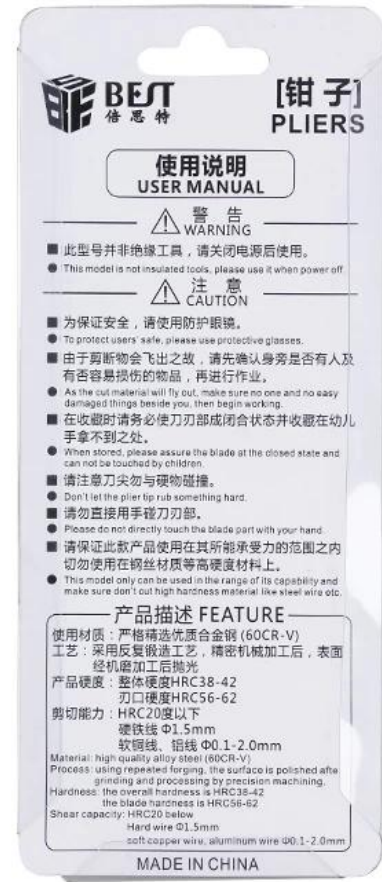 BEST
倍思特
[钳子]
PLIERS
使用说明
USER MANUAL
警 告
WARNING
■ 此型号并非绝缘工具，请关闭电源后使用。
● This model is not insulated tools, please use it when power off.
注 意
CAUTION
■ 为保证安全，请使用防护眼镜。
● To protect users' safe, please use protective glasses.
■ 由于剪断物会飞出之故，请先确认身旁是否有人及
有否容易损伤的物品，再进行作业。
● As the cut material will fly out, make sure no one and no easy
damaged things beside you, then begin working.
■ 在收藏时请务必使刀刃部成闭合状态并收藏在幼儿
手拿不到之处。
● When stored, please assure the blade at the closed state and
can not be touched by children.
■ 请注意刀尖勿与硬物碰撞。
● Don't let the plier tip rub something hard.
■ 请勿直接用手碰刀刃部。
● Please do not directly touch the blade part with your hand.
■ 请保证此款产品使用在其所能承受力的范围之内
切勿使用在钢丝材质等高硬度材料上。
● This model only can be used in the range of its capability and
make sure don't cut high hardness material like steel wire etc.
产品描述 FEATURE
使用材质：严格精选优质合金钢 (60CR-V)
工艺：采用反复锻造工艺，精密机械加工后，表面
经机磨加工后抛光
产品硬度：整体硬度HRC38-42
刃口硬度HRC56-62
剪切能力：HRC20度以下
硬铁线 Φ1.5mm
软铜线、铝线 Φ0.1-2.0mm
Material: high quality alloy steel (60CR-V)
Process: using repeated forging, the surface is polished afte
grinding and processing by precision machining.
Hardness: the overall hardness is HRC38-42
the blade hardness is HRC56-62
Shear capacity: HRC20 below
Hard wire Φ1.5mm
soft copper wire, aluminum wire Φ0.1-2.0mm
MADE IN CHINA